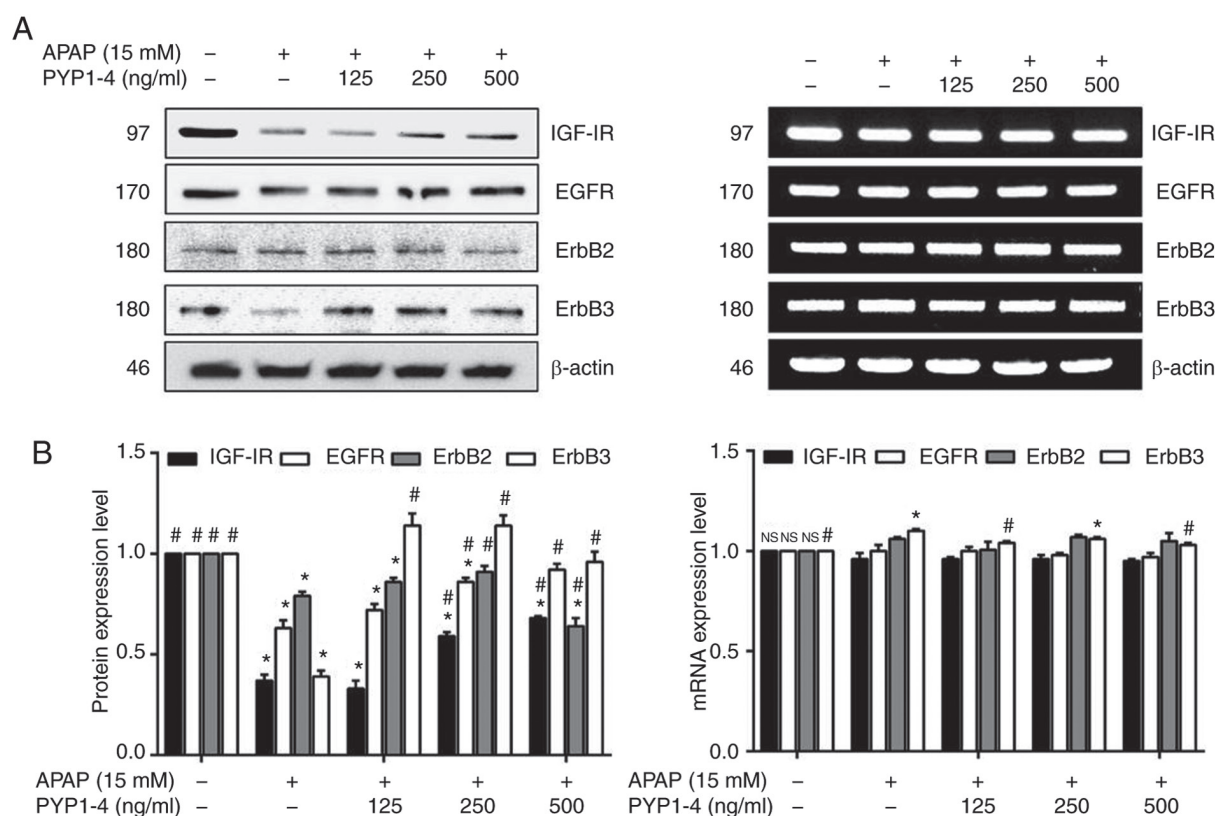 A
APAP (15 mM) – + + + +
PYP1-4 (ng/ml) – – 125 250 500
97 IGF-IR
170 EGFR
180 ErbB2
180 ErbB3
46 β-actin
– + + + +
– – 125 250 500
97 IGF-IR
170 EGFR
180 ErbB2
180 ErbB3
46 β-actin
B
Protein expression level
1.5
1.0
0.5
0.0
IGF-IR EGFR ErbB2 ErbB3
# # # #
* * * *
* * * #
# * # * # #
# * # # * #
APAP (15 mM) – + + + +
PYP1-4 (ng/ml) – – 125 250 500
mRNA expression level
1.5
1.0
0.5
0.0
IGF-IR EGFR ErbB2 ErbB3
NS NS NS #
*
#
*
#
APAP (15 mM) – + + + +
PYP1-4 (ng/ml) – – 125 250 500